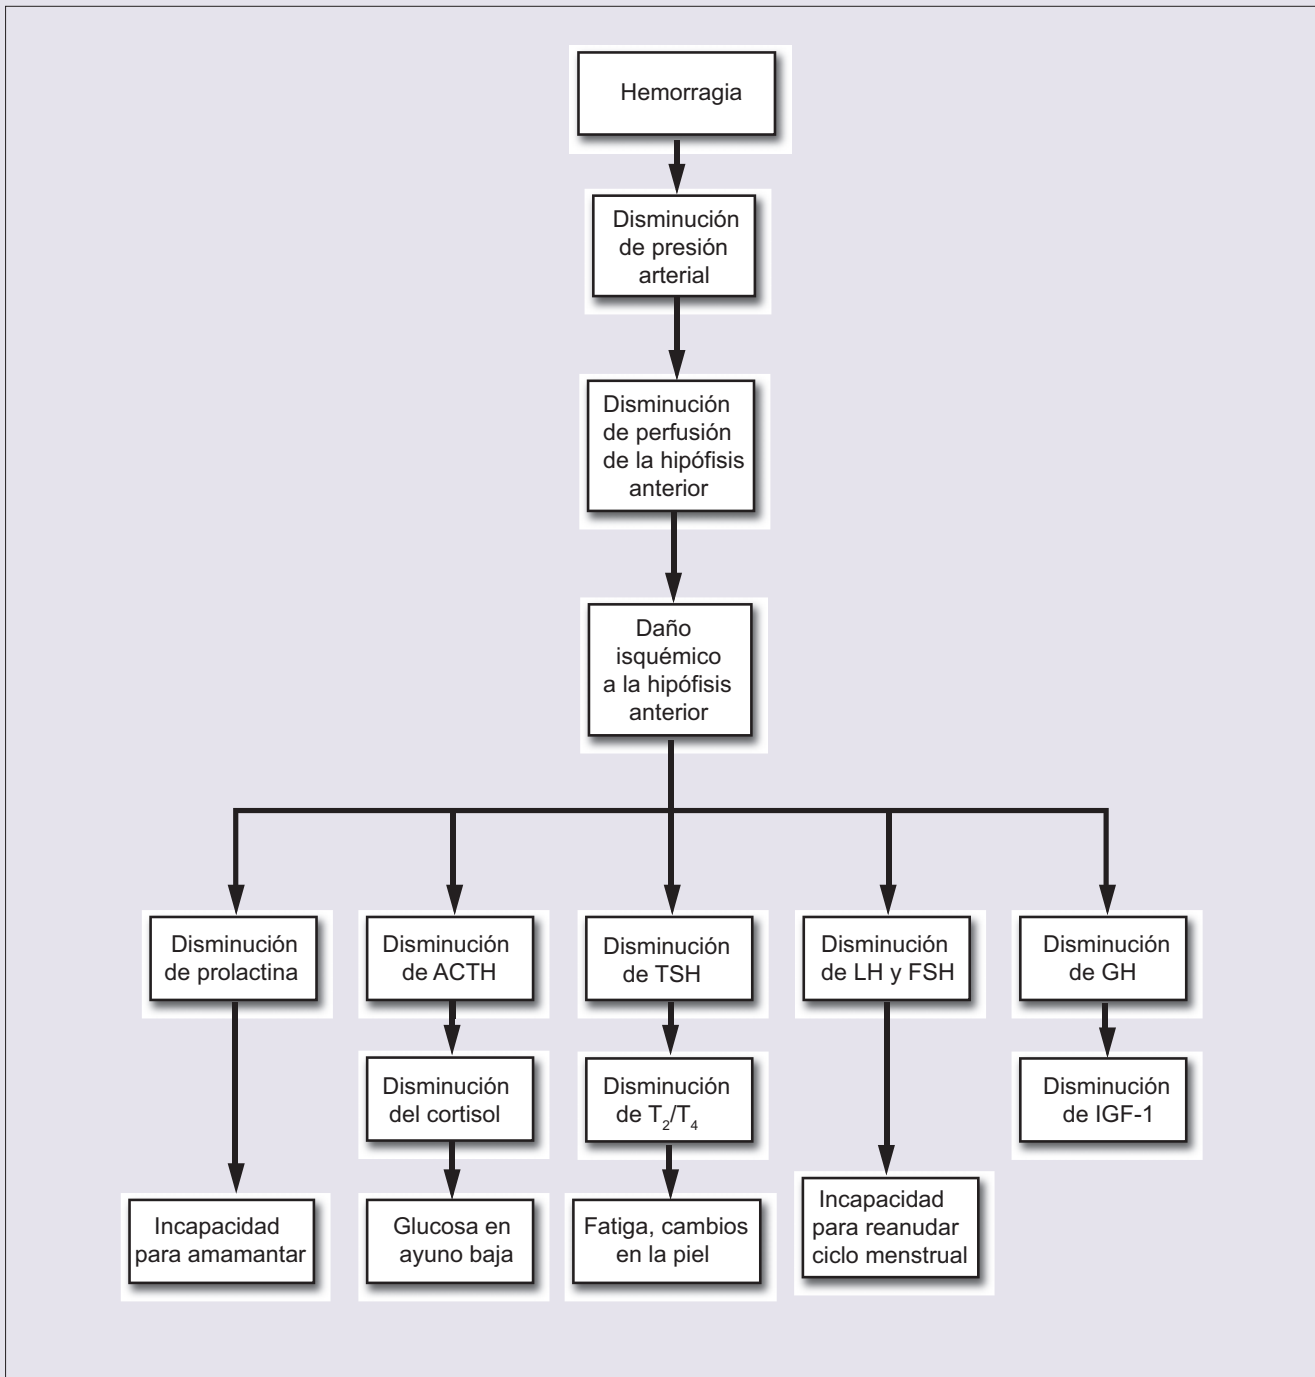 Hemorragia
Disminución
de presión
arterial
Disminución
de perfusión
de la hipófisis
anterior
Daño
isquémico
a la hipófisis
anterior
Disminución
de prolactina
Disminución
de ACTH
Disminución
de TSH
Disminución
de LH y FSH
Disminución
de GH
Disminución
del cortisol
Disminución
de T₂/T₄
Disminución
de IGF-1
Incapacidad
para amamantar
Glucosa en
ayuno baja
Fatiga, cambios
en la piel
Incapacidad
para reanudar
ciclo menstrual